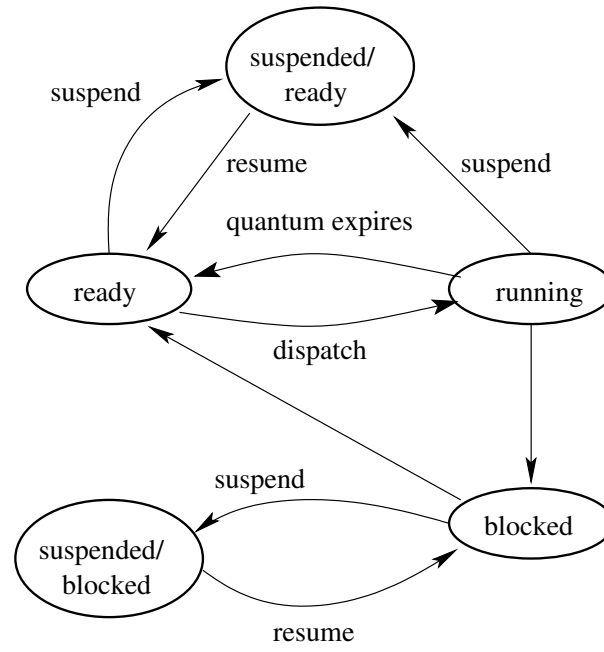 suspended/
ready
suspend
resume
suspend
quantum expires
ready
running
dispatch
suspend
blocked
suspended/
blocked
resume